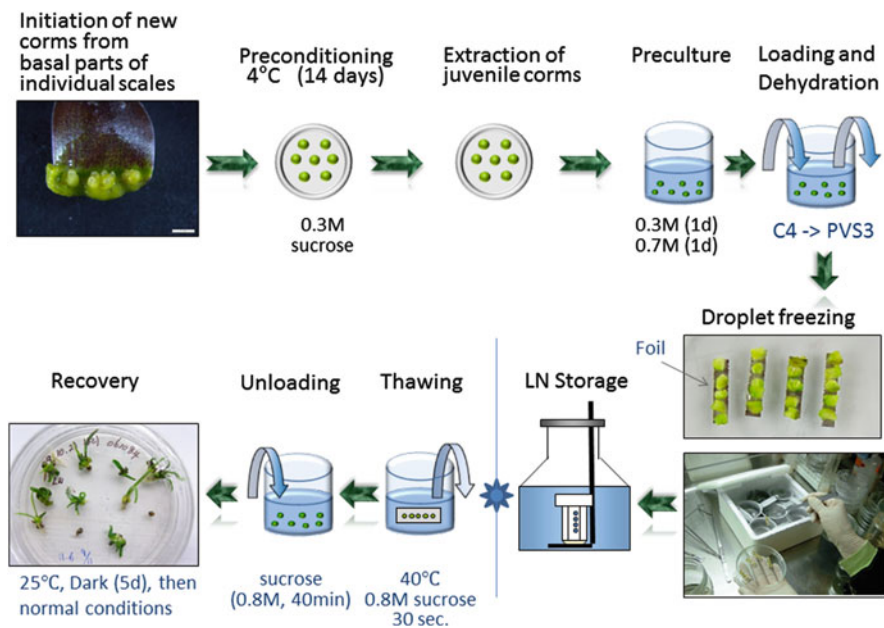 Initiation of new
corms from
basal parts of
individual scales
Preconditioning
4°C (14 days)
Extraction of
juvenile corms
Preculture
Loading and
Dehydration
0.3M
sucrose
0.3M (1d)
0.7M (1d)
C4 -> PVS3
Droplet freezing
Foil
Recovery
Unloading
Thawing
LN Storage
25°C, Dark (5d), then
normal conditions
sucrose
(0.8M, 40min)
40°C
0.8M sucrose
30 sec.